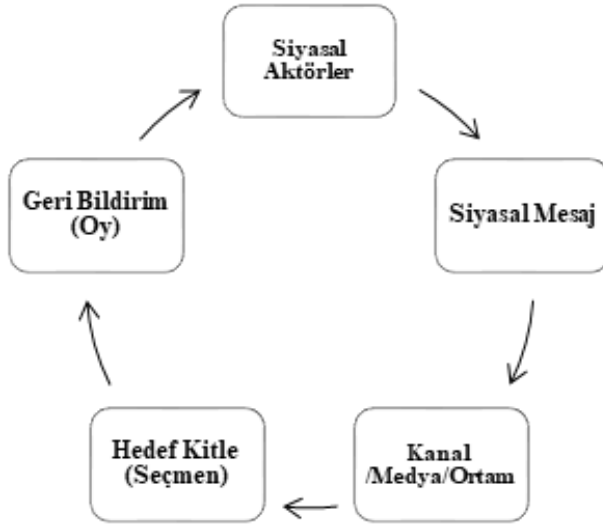 Siyasal
Aktörler
Siyasal Mesaj
Kanal
/Medya/Ortam
Hedef Kitle
(Seçmen)
Geri Bildirim
(Oy)